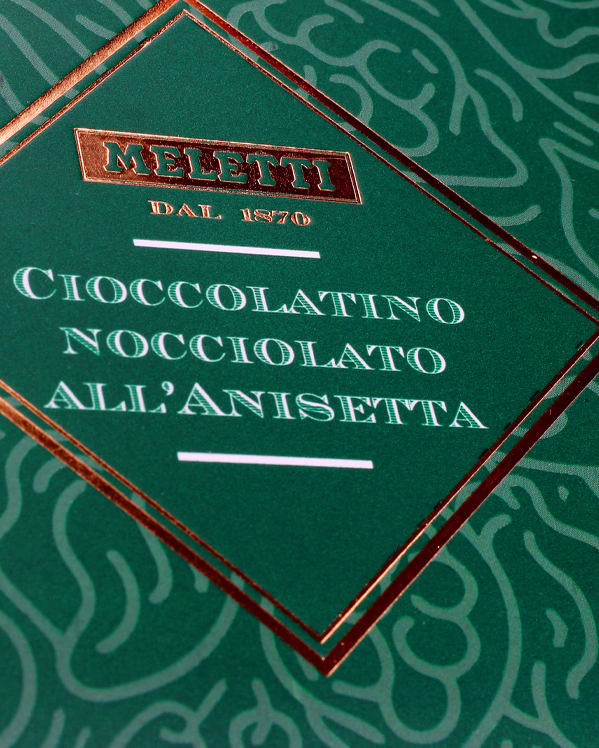 MELETTI
DAL 1870
CIOCCOLATINO
NOCCIOLATO
ALL'ANISETTA